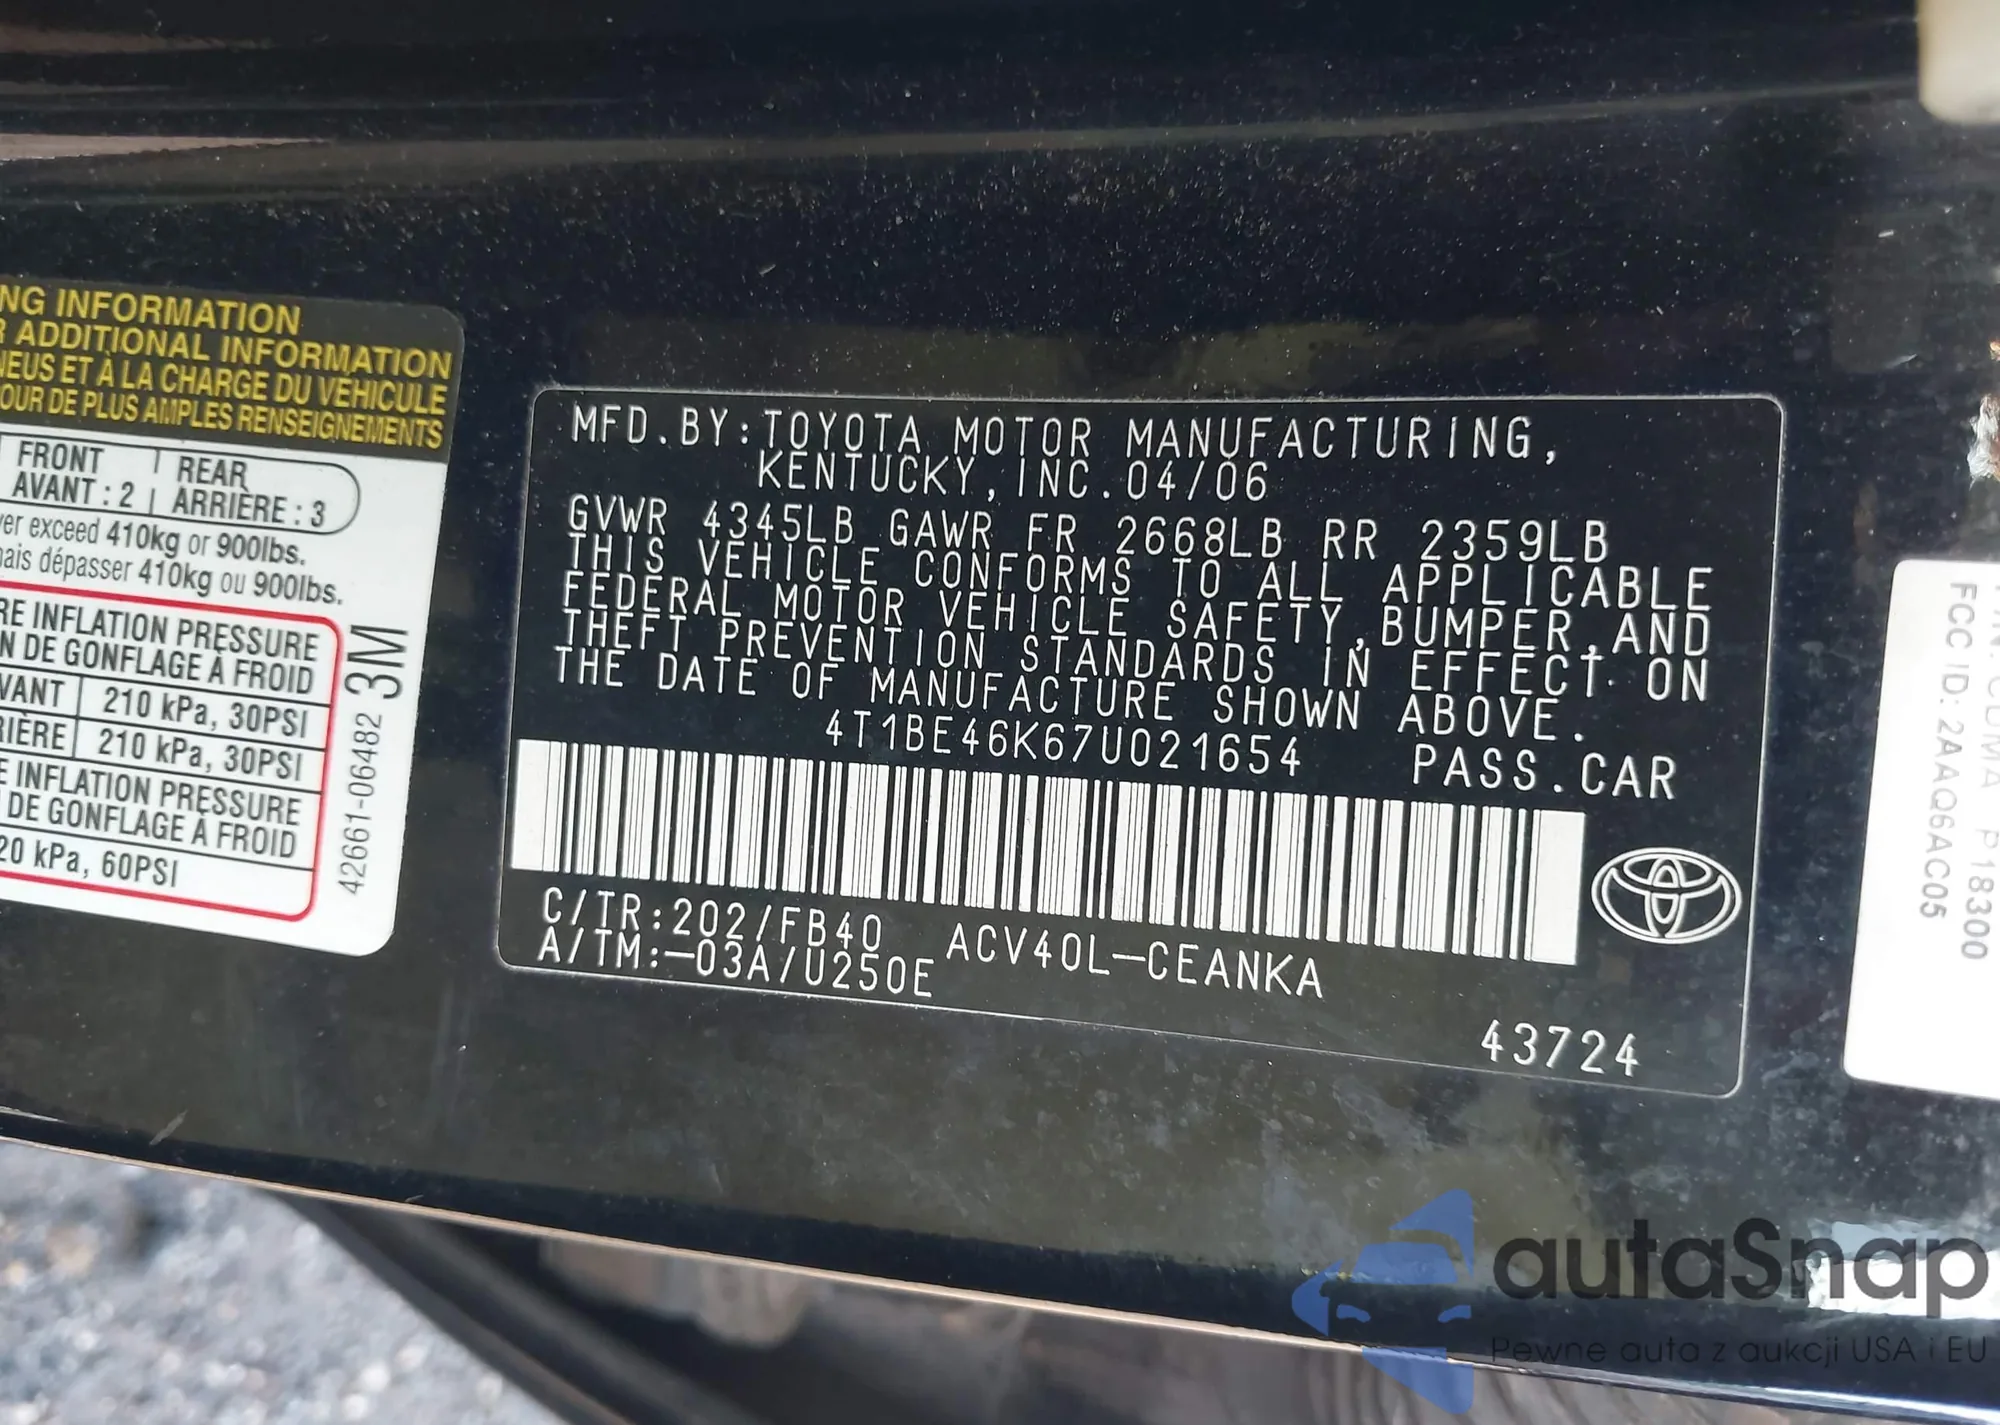 NG INFORMATION
R ADDITIONAL INFORMATION
NEUS ET À LA CHARGE DU VÉHICULE
OUR DE PLUS AMPLES RENSEIGNEMENTS
FRONT
AVANT : 2
REAR
ARRIÈRE : 3
ver exceed 410kg or 900lbs.
mais dépasser 410kg ou 900lbs.
RE INFLATION PRESSURE
N DE GONFLAGE À FROID
VANT 210 kPa, 30PSI
RIÈRE 210 kPa, 30PSI
E INFLATION PRESSURE
DE GONFLAGE À FROID
20 kPa, 60PSI
42661-06482 3M
MFD.BY:TOYOTA MOTOR MANUFACTURING,
KENTUCKY,INC.04/06
GVWR 4345LB GAWR FR 2668LB RR 2359LB
THIS VEHICLE CONFORMS TO ALL APPLICABLE
FEDERAL MOTOR VEHICLE SAFETY,BUMPER,AND
THEFT PREVENTION STANDARDS IN EFFECT ON
THE DATE OF MANUFACTURE SHOWN ABOVE.
4T1BE46K67U021654 PASS.CAR
C/TR:202/FB40 ACV40L-CEANKA
A/TM:-03A/U250E
43724
CDMA P18300
FCC ID: 2AAQ6AC05
autaSnap
Pewne auta z aukcji USA i EU